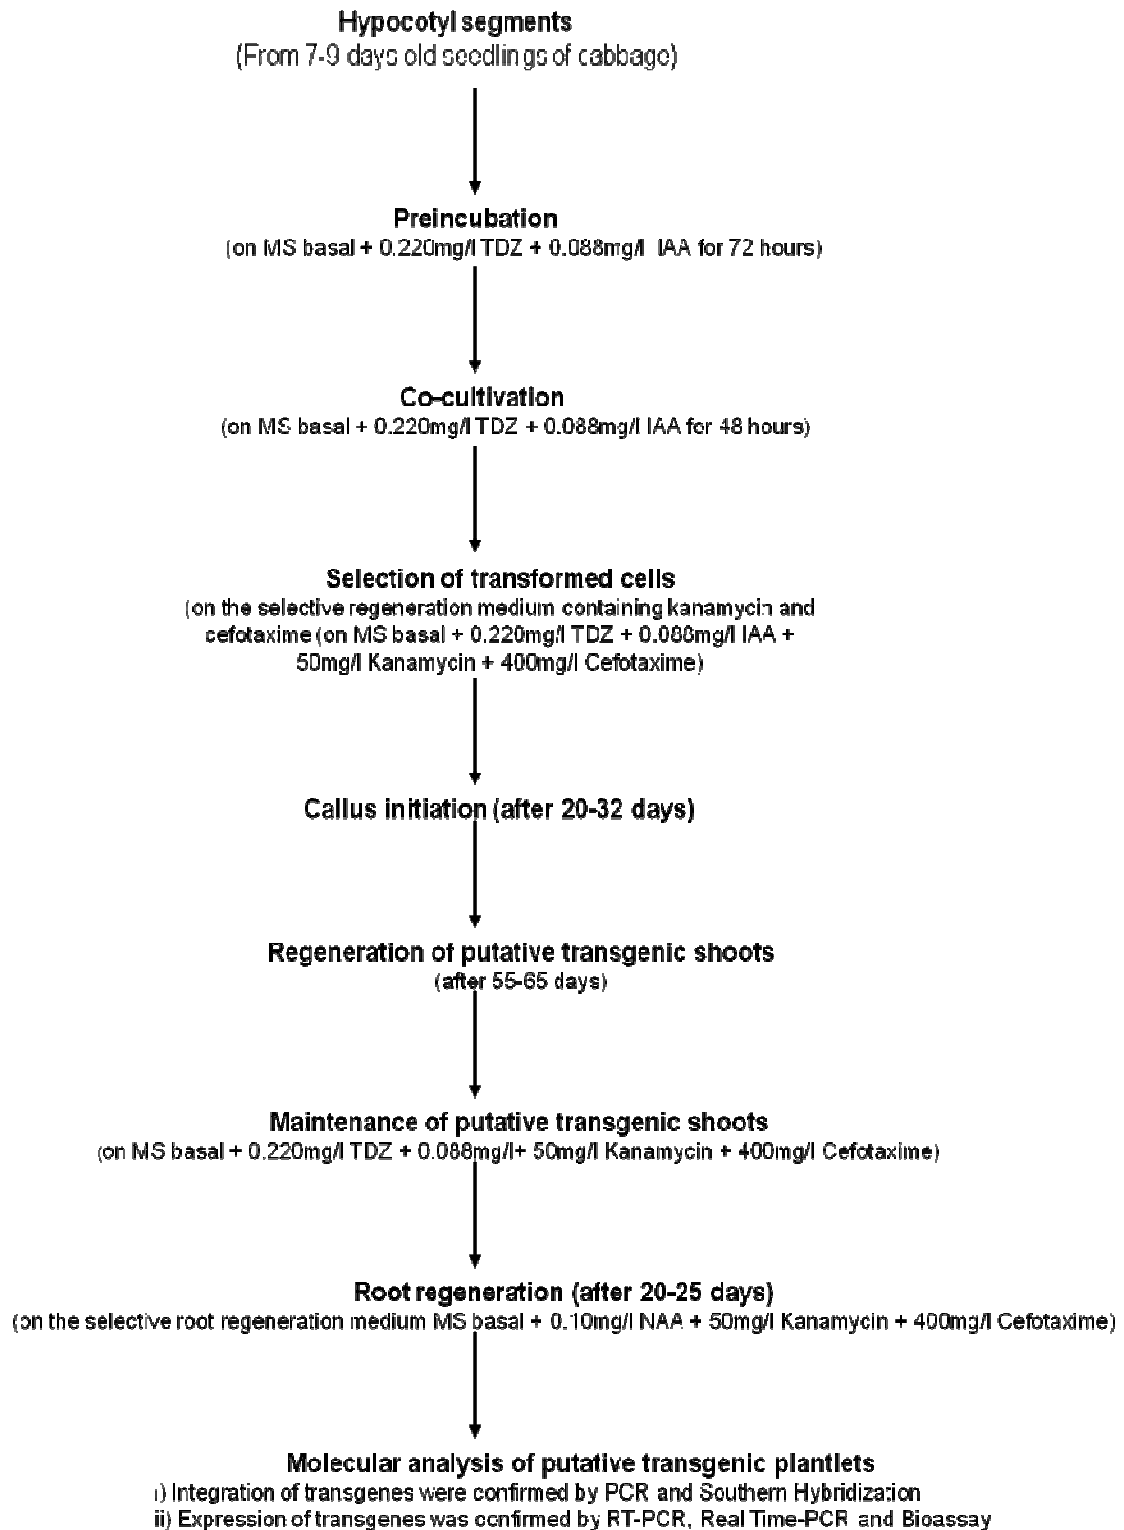 Hypocotyl segments
(From 7-9 days old seedlings of cabbage)
Preincubation
(on MS basal + 0.220mg/l TDZ + 0.088mg/l IAA for 72 hours)
Co-cultivation
(on MS basal + 0.220mg/l TDZ + 0.088mg/l IAA for 48 hours)
Selection of transformed cells
(on the selective regeneration medium containing kanamycin and
cefotaxime (on MS basal + 0.220mg/l TDZ + 0.088mg/l IAA +
50mg/l Kanamycin + 400mg/l Cefotaxime)
Callus initiation (after 20-32 days)
Regeneration of putative transgenic shoots
(after 55-65 days)
Maintenance of putative transgenic shoots
(on MS basal + 0.220mg/l TDZ + 0.088mg/l+ 50mg/l Kanamycin + 400mg/l Cefotaxime)
Root regeneration (after 20-25 days)
(on the selective root regeneration medium MS basal + 0.10mg/l NAA + 50mg/l Kanamycin + 400mg/l Cefotaxime)
Molecular analysis of putative transgenic plantlets
i) Integration of transgenes were confirmed by PCR and Southern Hybridization
ii) Expression of transgenes was confirmed by RT-PCR, Real Time-PCR and Bioassay